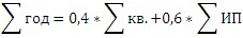 ∑ год = 0,4 * ∑ кв. +0,6 * ∑ ИП